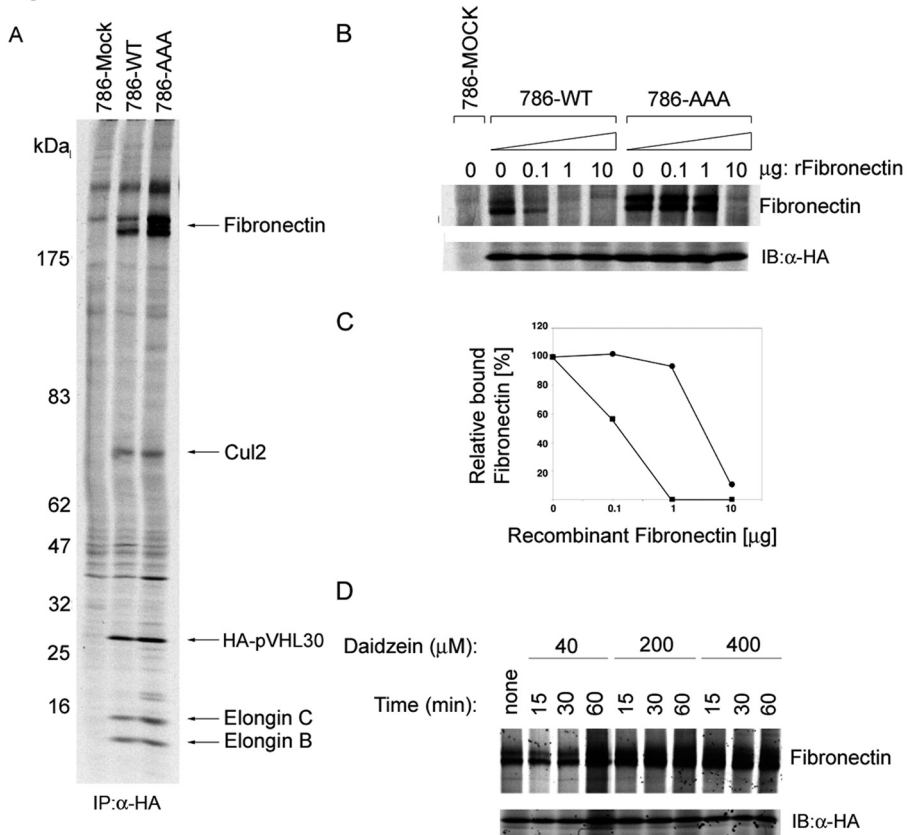 A
786-Mock
786-WT
786-AAA
kDa
175
83
62
47
32
25
16
Fibronectin
Cul2
HA-pVHL30
Elongin C
Elongin B
IP:α-HA
B
786-MOCK
786-WT
786-AAA
0 0 0.1 1 10 0 0.1 1 10 μg: rFibronectin
Fibronectin
IB:α-HA
C
Relative bound
Fibronectin [%]
120
100
80
60
40
20
0 0.1 1 10
Recombinant Fibronectin [μg]
D
Daidzein (μM): 40 200 400
Time (min): none 15 30 60 15 30 60 15 30 60
Fibronectin
IB:α-HA